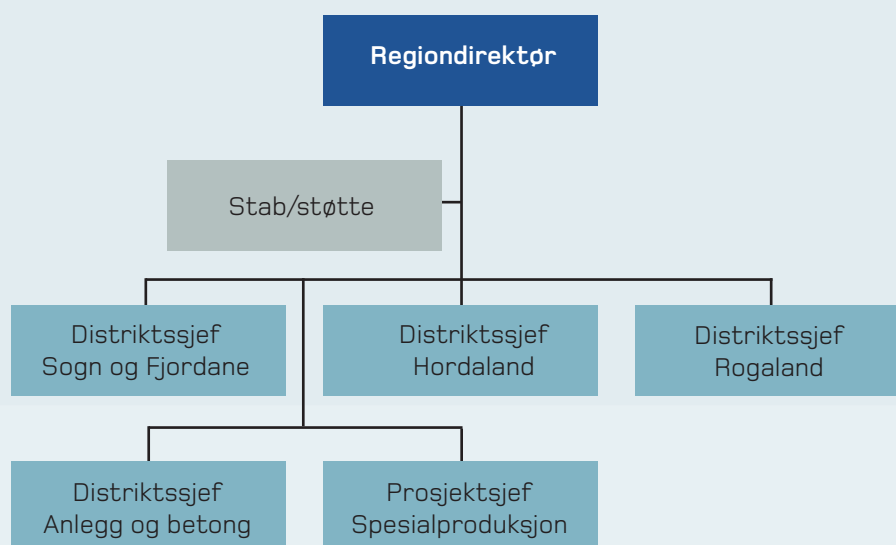 Regiondirektør
Stab/støtte
Distriktssjef
Sogn og Fjordane
Distriktssjef
Hordaland
Distriktssjef
Rogaland
Distriktssjef
Anlegg og betong
Prosjektsjef
Spesialproduksjon